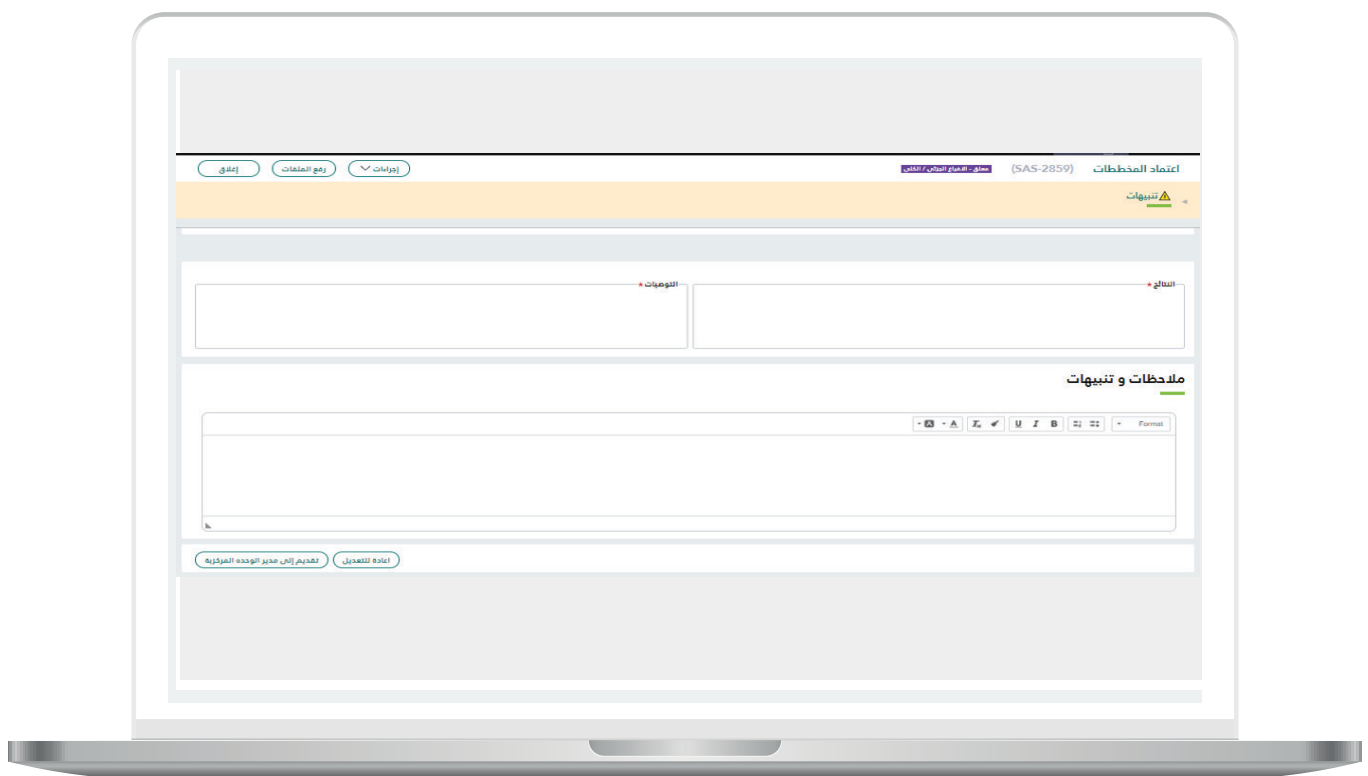 اعتماد المخططات (SAS-2859) معلق - الافراغ الجزئي / الكلي إجراءات رفع الملفات إغلاق
تنبيهات
النتائج * التوصيات *
ملاحظات و تنبيهات
Format B I U
اعادة للتعديل تقديم إلى مدير الوحده المركزية